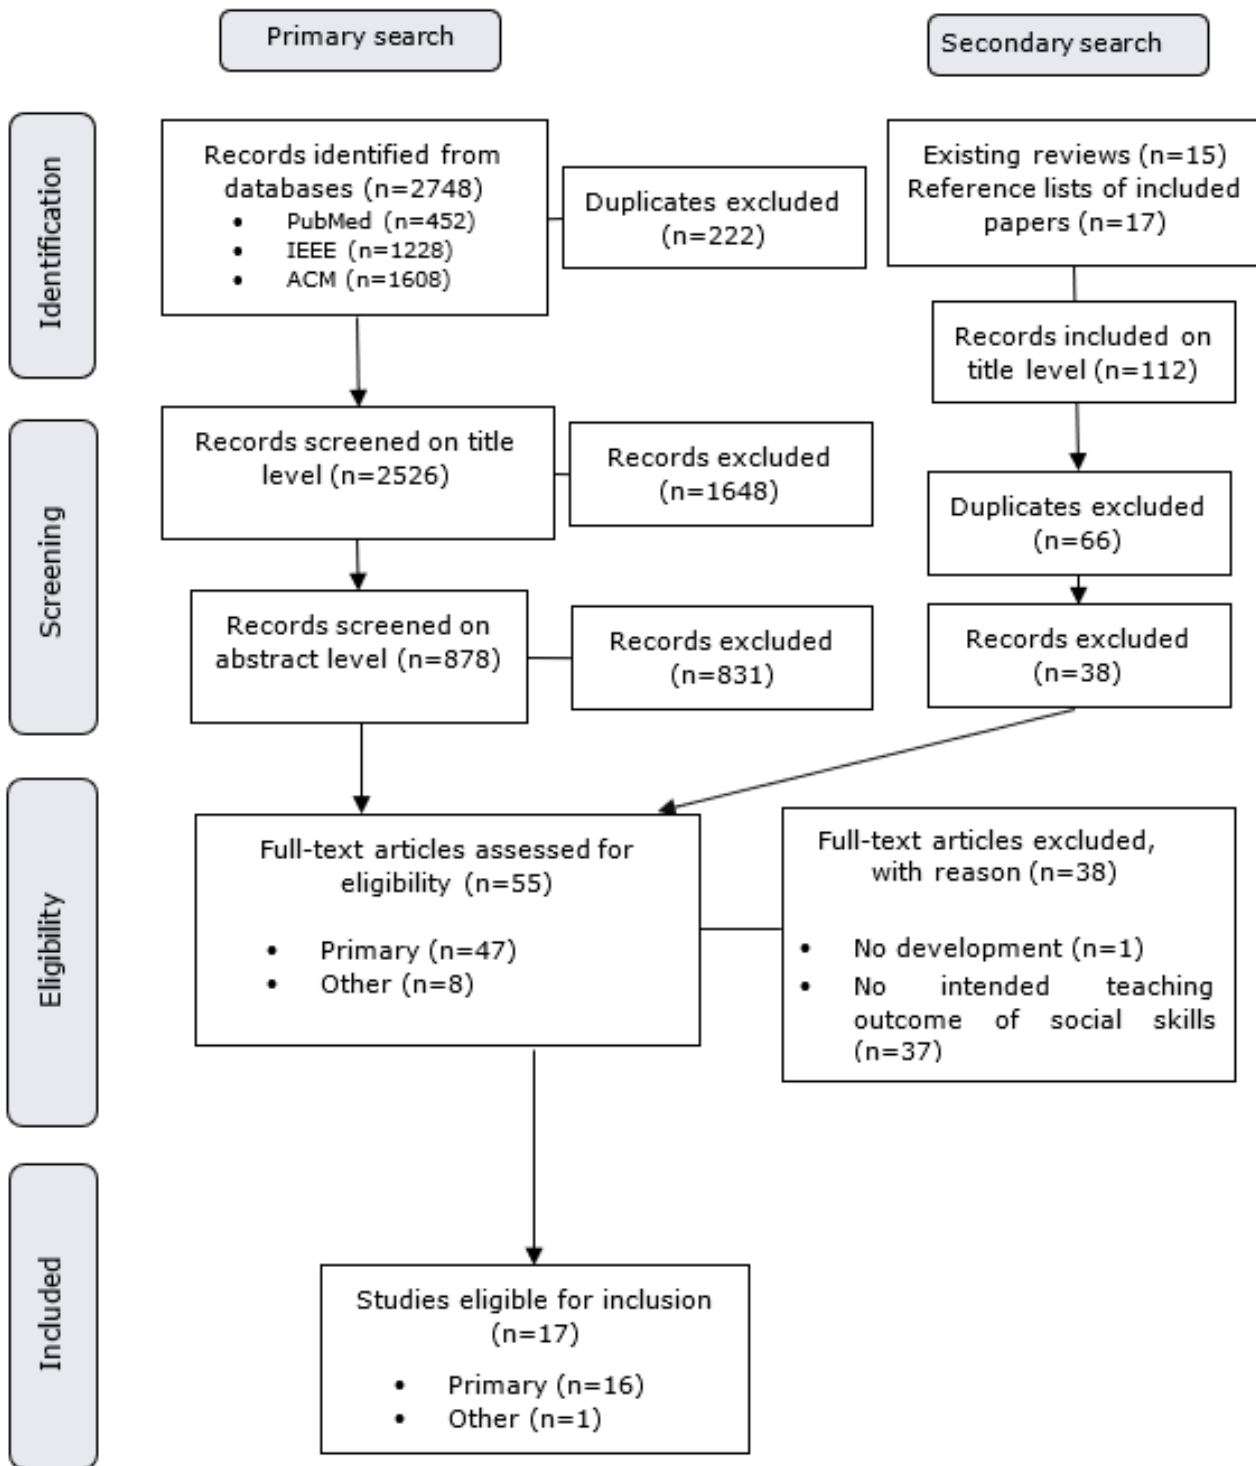 Primary search
Secondary search
Identification
Records identified from
databases (n=2748)
• PubMed (n=452)
• IEEE (n=1228)
• ACM (n=1608)
Duplicates excluded
(n=222)
Existing reviews (n=15)
Reference lists of included
papers (n=17)
Records included on
title level (n=112)
Screening
Records screened on title
level (n=2526)
Records excluded
(n=1648)
Duplicates excluded
(n=66)
Records screened on
abstract level (n=878)
Records excluded
(n=831)
Records excluded
(n=38)
Eligibility
Full-text articles assessed for
eligibility (n=55)
• Primary (n=47)
• Other (n=8)
Full-text articles excluded,
with reason (n=38)
• No development (n=1)
• No intended teaching
outcome of social skills
(n=37)
Included
Studies eligible for inclusion
(n=17)
• Primary (n=16)
• Other (n=1)